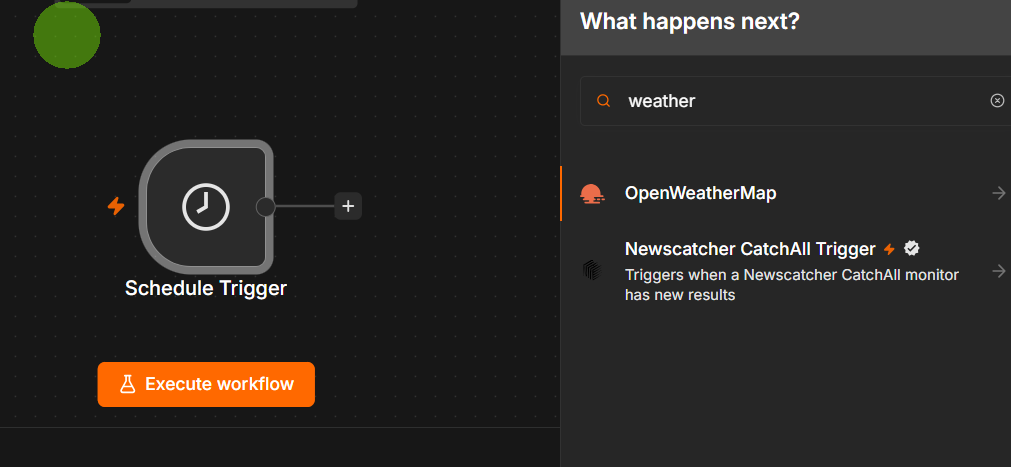 What happens next?
weather
OpenWeatherMap
Newscatcher CatchAll Trigger
Triggers when a Newscatcher CatchAll monitor
has new results
Schedule Trigger
Execute workflow